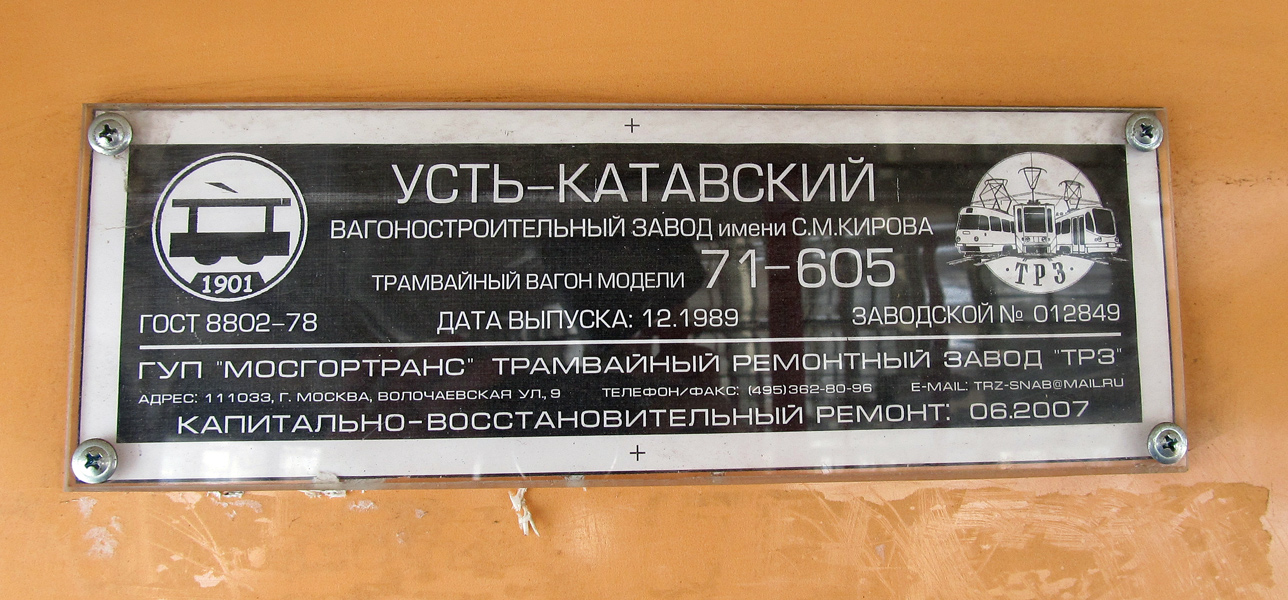 УСТЬ-КАТАВСКИЙ
ВАГОНОСТРОИТЕЛЬНЫЙ ЗАВОД имени С.М.КИРОВА
ТРАМВАЙНЫЙ ВАГОН МОДЕЛИ 71-605
1901
ТРЗ
ГОСТ 8802-78 ДАТА ВЫПУСКА: 12.1989 ЗАВОДСКОЙ № 012849
ГУП "МОСГОРТРАНС" ТРАМВАЙНЫЙ РЕМОНТНЫЙ ЗАВОД "ТРЗ"
АДРЕС: 111033, Г. МОСКВА, ВОЛОЧАЕВСКАЯ УЛ., 9 ТЕЛЕФОН/ФАКС: (495)362-80-96 E-MAIL: TRZ-SNAB@MAIL.RU
КАПИТАЛЬНО-ВОССТАНОВИТЕЛЬНЫЙ РЕМОНТ: 06.2007